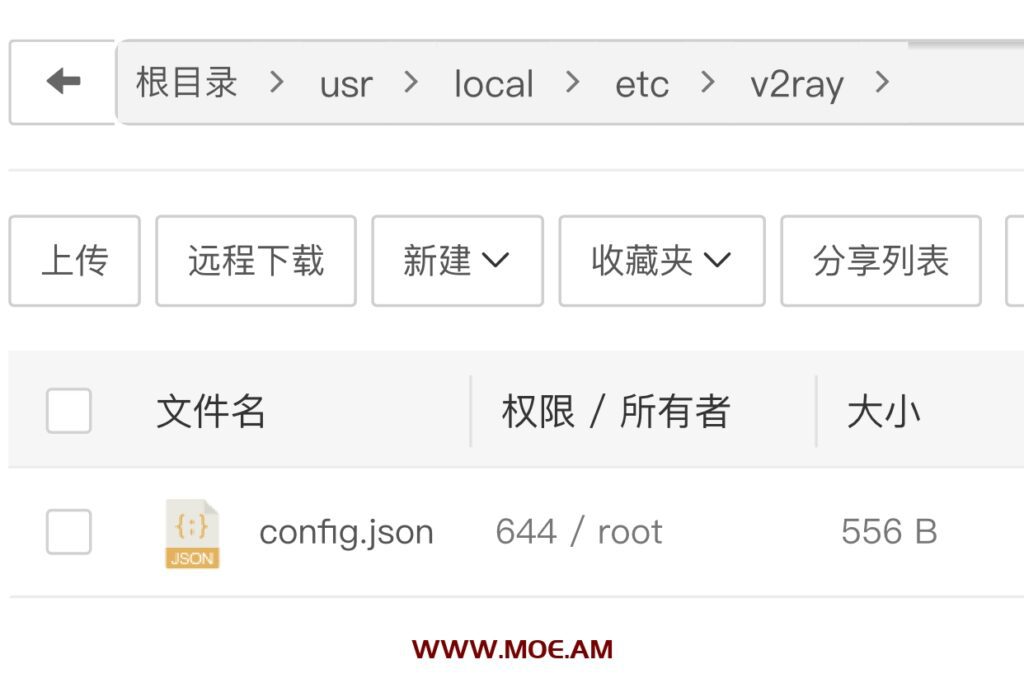 根目录 > usr > local > etc > v2ray >
上传 远程下载 新建 收藏夹 分享列表
文件名 权限 / 所有者 大小
{;} JSON config.json 644 / root 556 B
WWW.MOE.AM